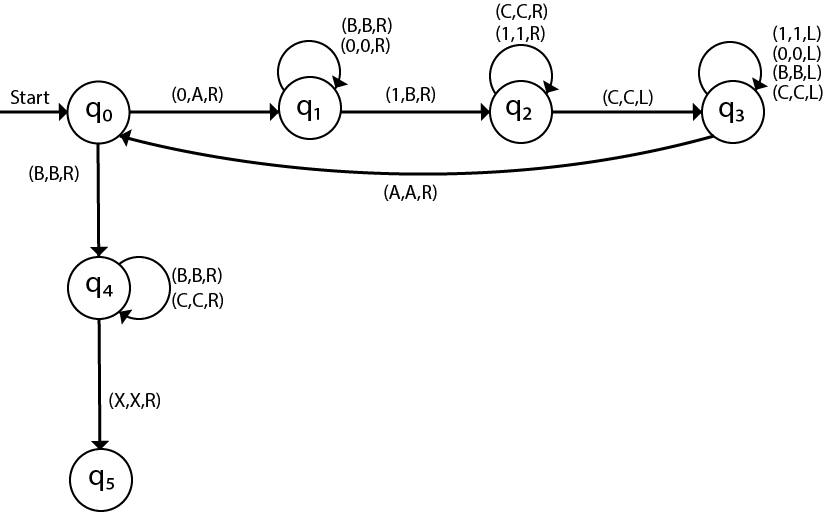 (C,C,R)
(1,1,R)
(B,B,R)
(0,0,R)
(1,1,L)
(0,0,L)
(B,B,L)
(C,C,L)
Start
q0
(0,A,R)
q1
(1,B,R)
q2
(C,C,L)
q3
(B,B,R)
(A,A,R)
q4
(B,B,R)
(C,C,R)
(X,X,R)
q5